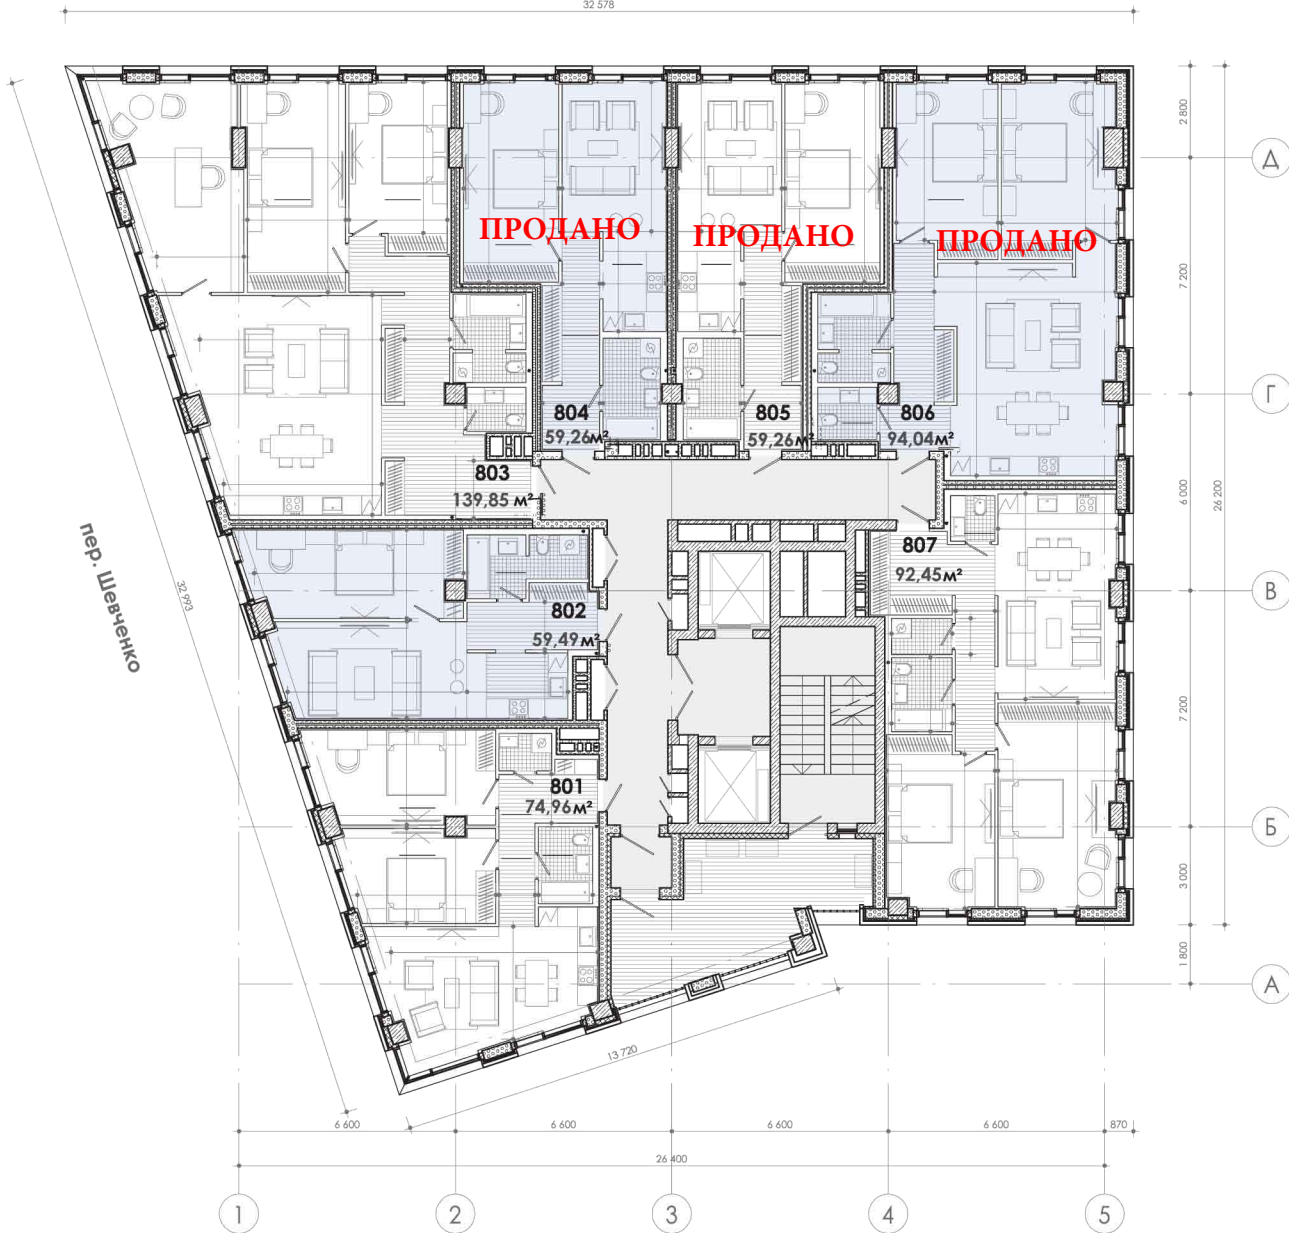 32 578
2 800
Д
ПРОДАНО
ПРОДАНО
ПРОДАНО
7 200
Г
804
59,26м²
805
59,26м²
806
94,04м²
803
139,85 м²
6 000
26 200
пер. Шевченко
32 993
807
92,45м²
В
802
59,49м²
7 200
801
74,96м²
Б
3 000
1 800
А
13 720
6 600
6 600
6 600
6 600
870
26 400
1
2
3
4
5